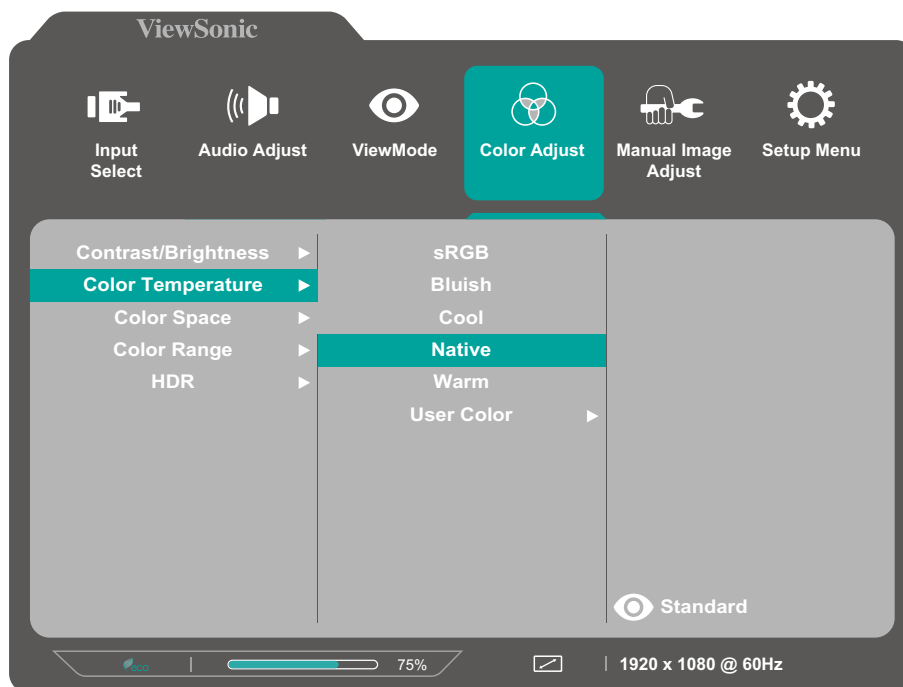 ViewSonic
Input Select
Audio Adjust
ViewMode
Color Adjust
Manual Image Adjust
Setup Menu
Contrast/Brightness
Color Temperature
Color Space
Color Range
HDR
sRGB
Bluish
Cool
Native
Warm
User Color
Standard
eco
75%
1920 x 1080 @ 60Hz